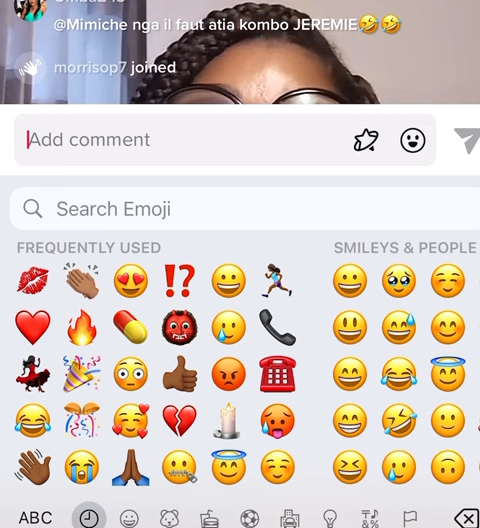 @Mimiche nga il faut atia kombo JEREMIE🤣🤣
morrisop7 joined
Add comment
Search Emoji
FREQUENTLY USED
SMILEYS & PEOPLE
ABC